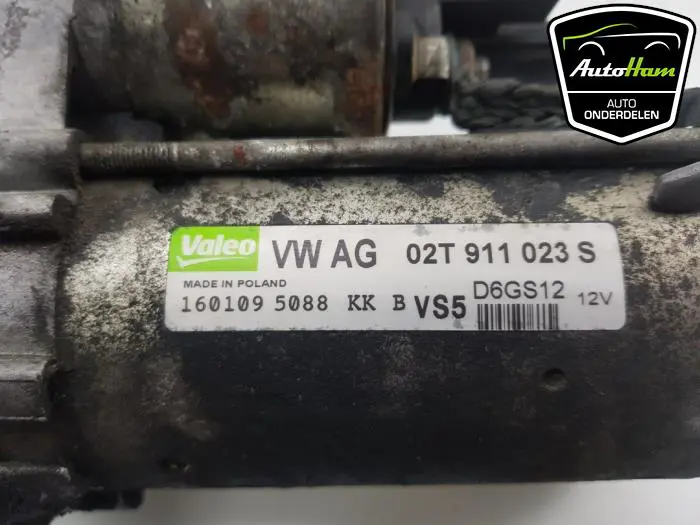 AutoHam
AUTO
ONDERDELEN
Valeo VW AG 02T 911 023 S
MADE IN POLAND
160109 5088 KK B VS5 D6GS12 12V